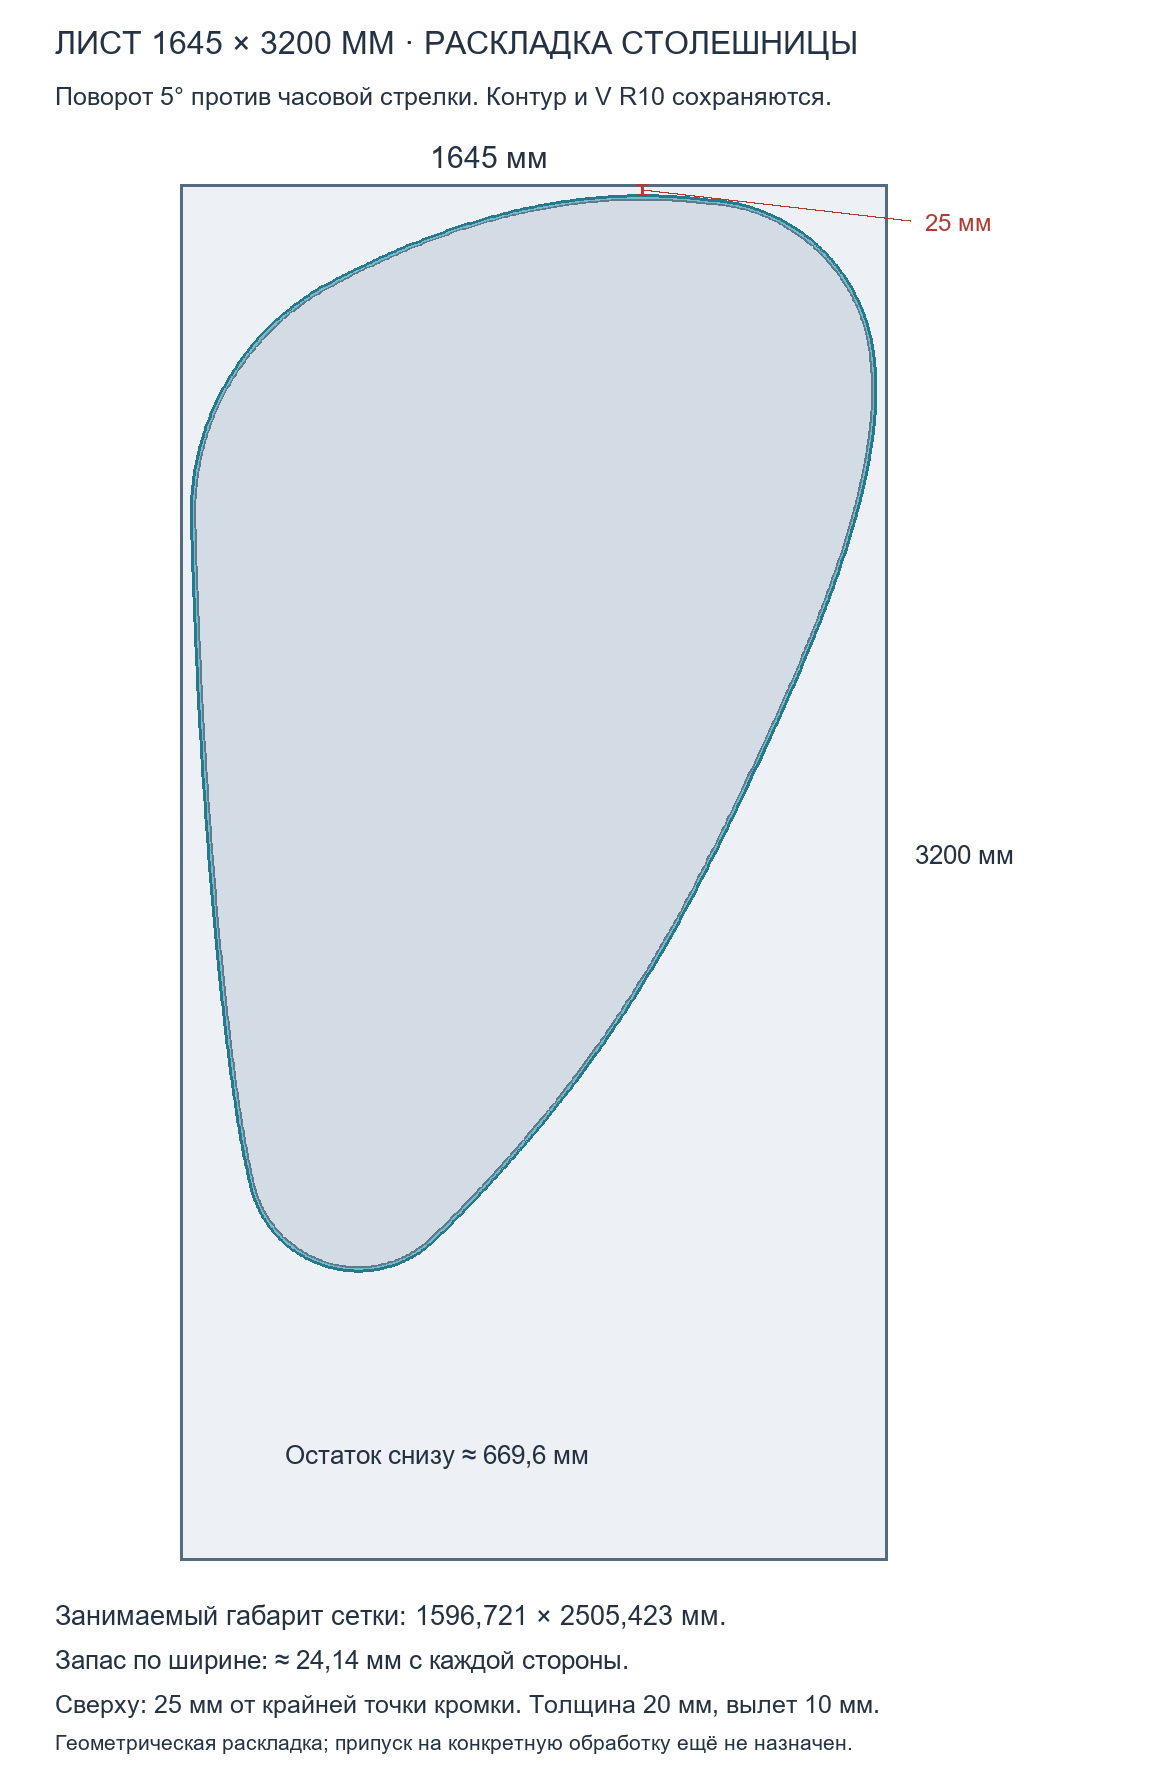 ЛИСТ 1645 × 3200 ММ · РАСКЛАДКА СТОЛЕШНИЦЫ
Поворот 5° против часовой стрелки. Контур и V R10 сохраняются.
1645 мм
25 мм
3200 мм
Остаток снизу ≈ 669,6 мм
Занимаемый габарит сетки: 1596,721 × 2505,423 мм.
Запас по ширине: ≈ 24,14 мм с каждой стороны.
Сверху: 25 мм от крайней точки кромки. Толщина 20 мм, вылет 10 мм.
Геометрическая раскладка; припуск на конкретную обработку ещё не назначен.